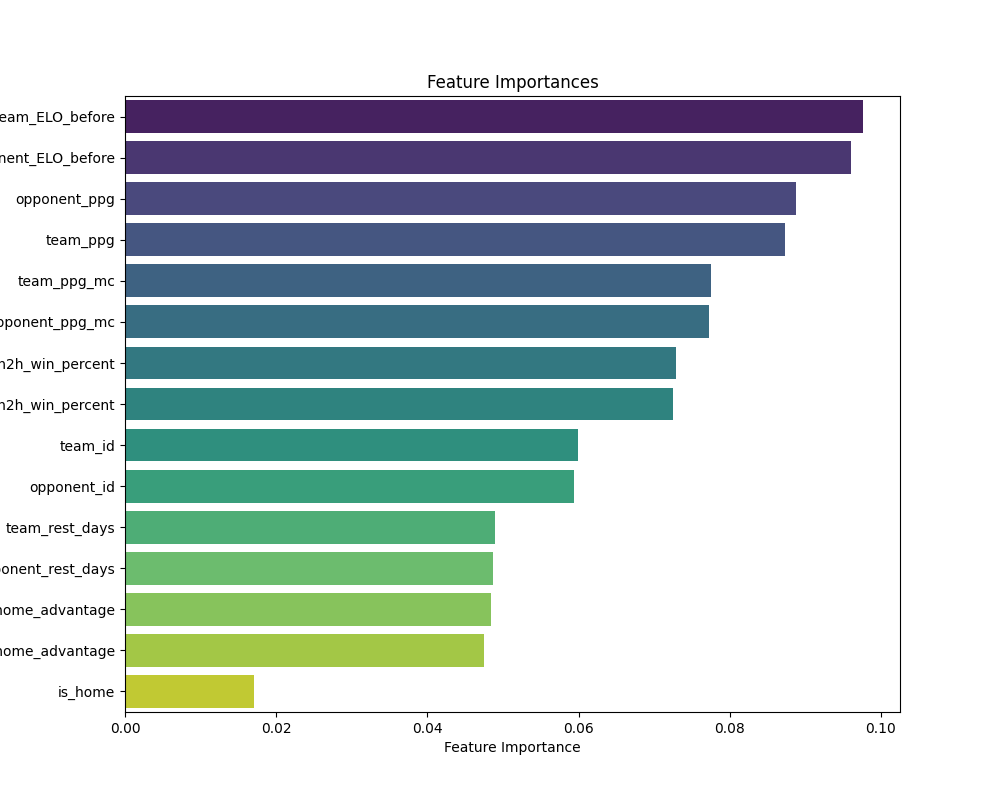 Feature Importances
eam_ELO_before
nent_ELO_before
opponent_ppg
team_ppg
team_ppg_mc
pponent_ppg_mc
h2h_win_percent
h2h_win_percent
team_id
opponent_id
team_rest_days
ponent_rest_days
home_advantage
home_advantage
is_home
0.00 0.02 0.04 0.06 0.08 0.10
Feature Importance